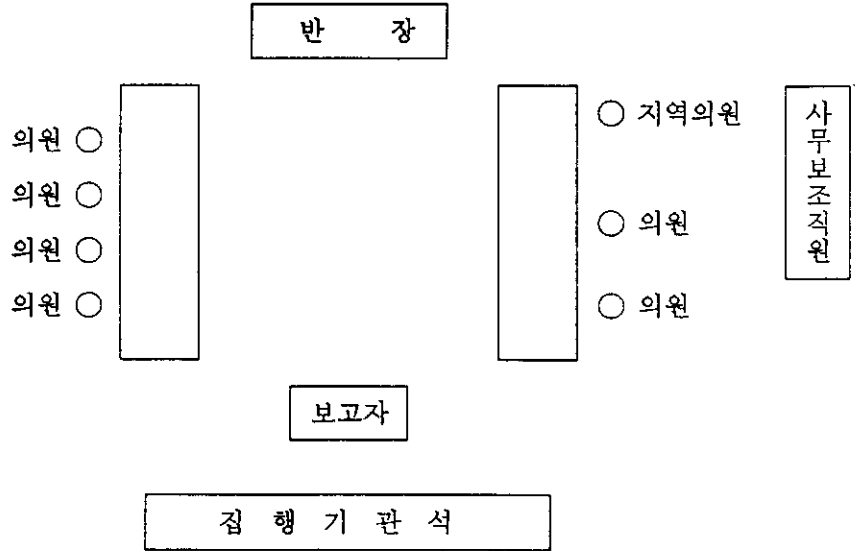 반 장
의원 ○ ○ 지역의원
의원 ○
의원 ○ ○ 의원
의원 ○ ○ 의원
사무보조직원
보고자
집 행 기 관 석